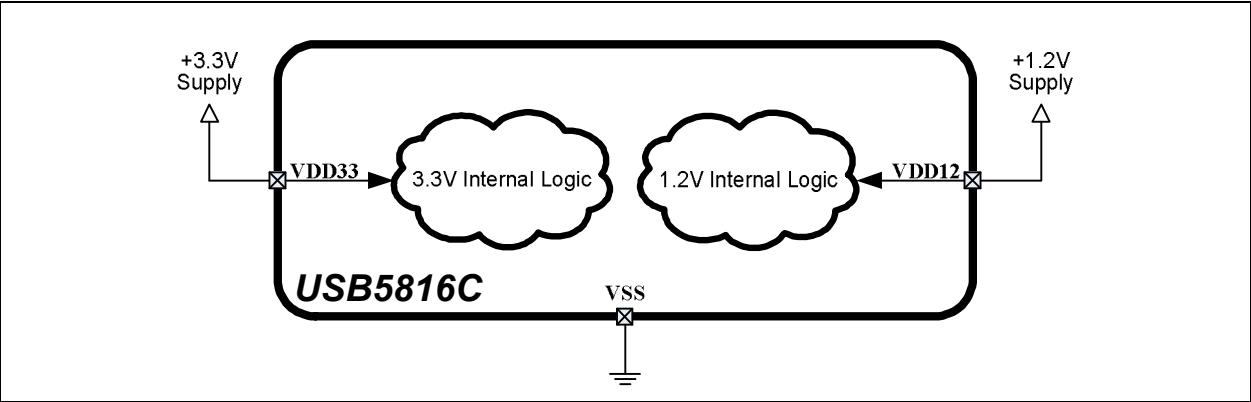 +3.3V
Supply
+1.2V
Supply
VDD33
3.3V Internal Logic
1.2V Internal Logic
VDD12
USB5816C
VSS